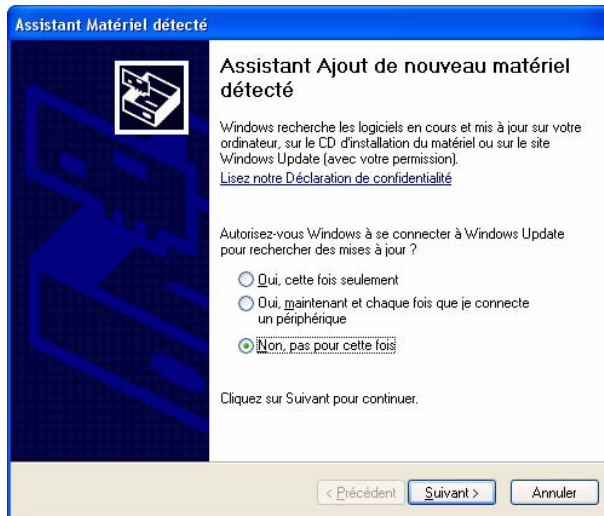 Assistant Matériel détecté
Assistant Ajout de nouveau matériel
détecté
Windows recherche les logiciels en cours et mis à jour sur votre
ordinateur, sur le CD d'installation du matériel ou sur le site
Windows Update (avec votre permission).
Lisez notre Déclaration de confidentialité
Autorisez-vous Windows à se connecter à Windows Update
pour rechercher des mises à jour ?
Oui, cette fois seulement
Oui, maintenant et chaque fois que je connecte
un périphérique
Non, pas pour cette fois
Cliquez sur Suivant pour continuer.
< Précédent Suivant > Annuler